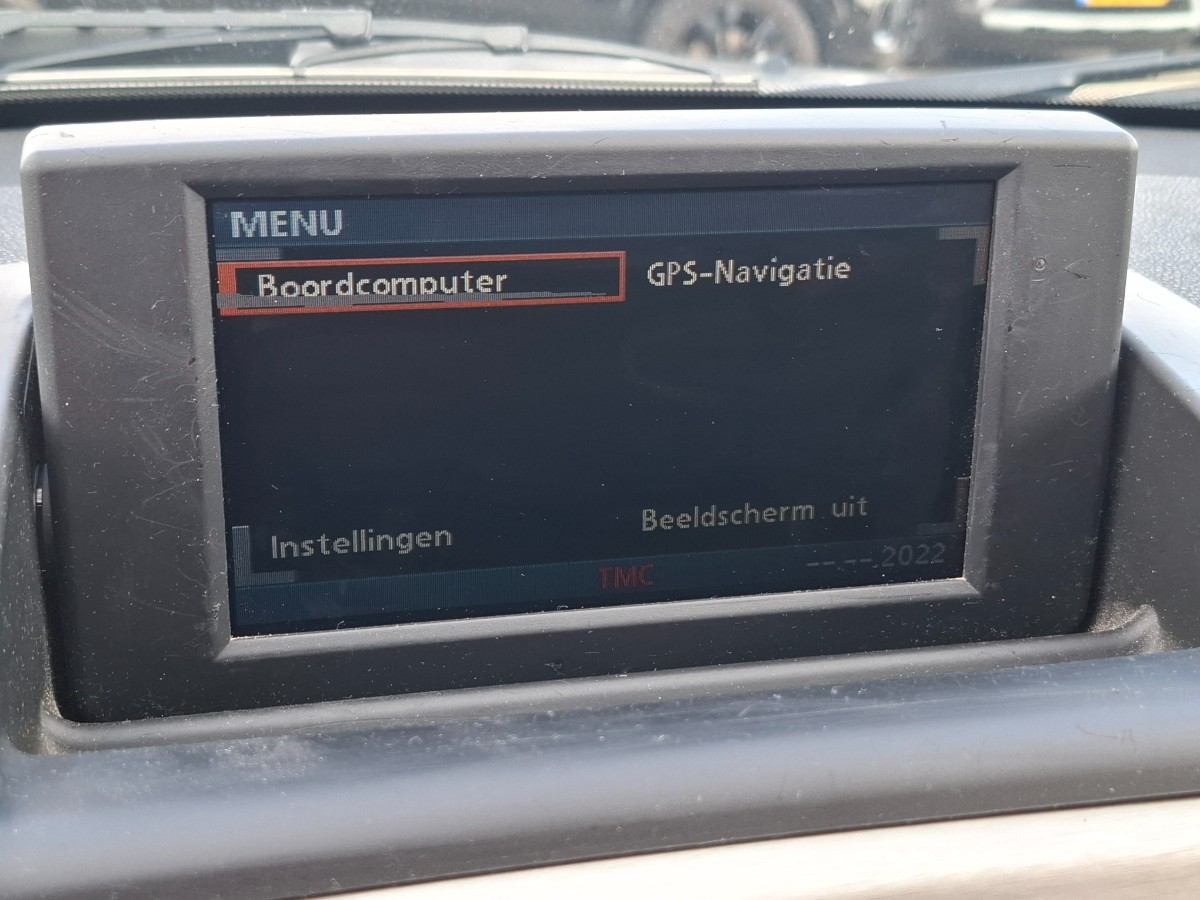 MENU
Boordcomputer
GPS-Navigatie
Instellingen
Beeldscherm uit
TMC
--.--.2022